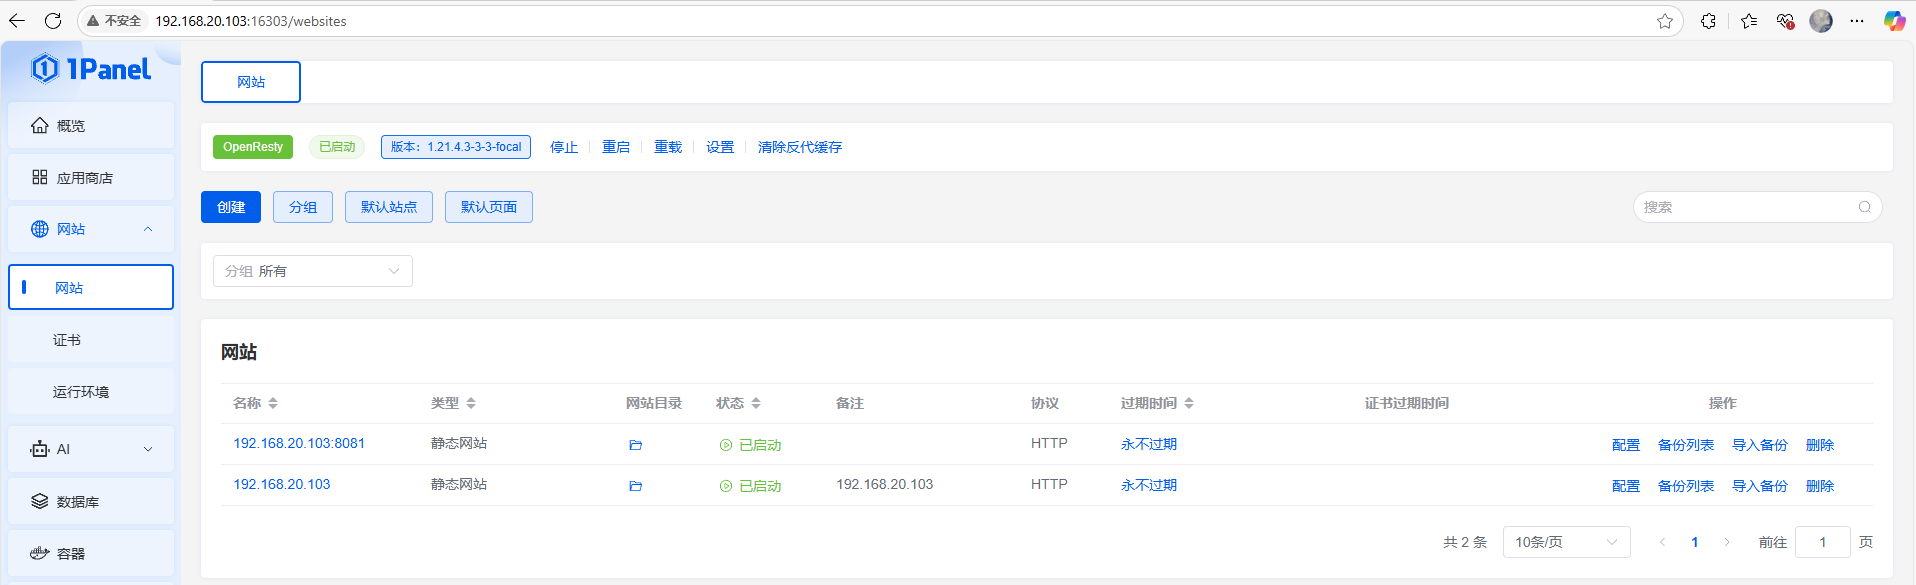 不安全 192.168.20.103:16303/websites
1Panel
概览
应用商店
网站
网站
证书
运行环境
AI
数据库
容器
网站
OpenResty 已启动 版本：1.21.4.3-3-3-focal 停止 重启 重载 设置 清除反代缓存
创建 分组 默认站点 默认页面 搜索
分组 所有
网站
名称 类型 网站目录 状态 备注 协议 过期时间 证书过期时间 操作
192.168.20.103:8081 静态网站 已启动 HTTP 永不过期 配置 备份列表 导入备份 删除
192.168.20.103 静态网站 已启动 192.168.20.103 HTTP 永不过期 配置 备份列表 导入备份 删除
共 2 条 10条/页 1 前往 1 页